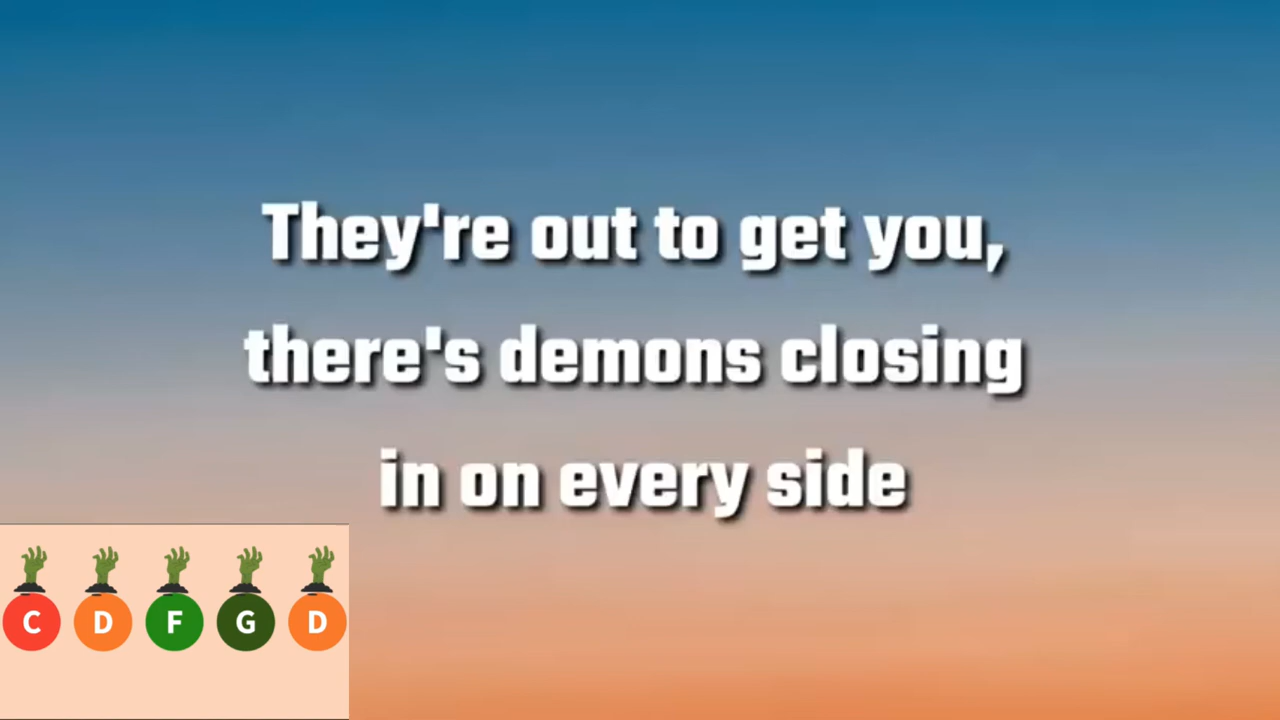 They're out to get you,
there's demons closing
in on every side
C D F G D